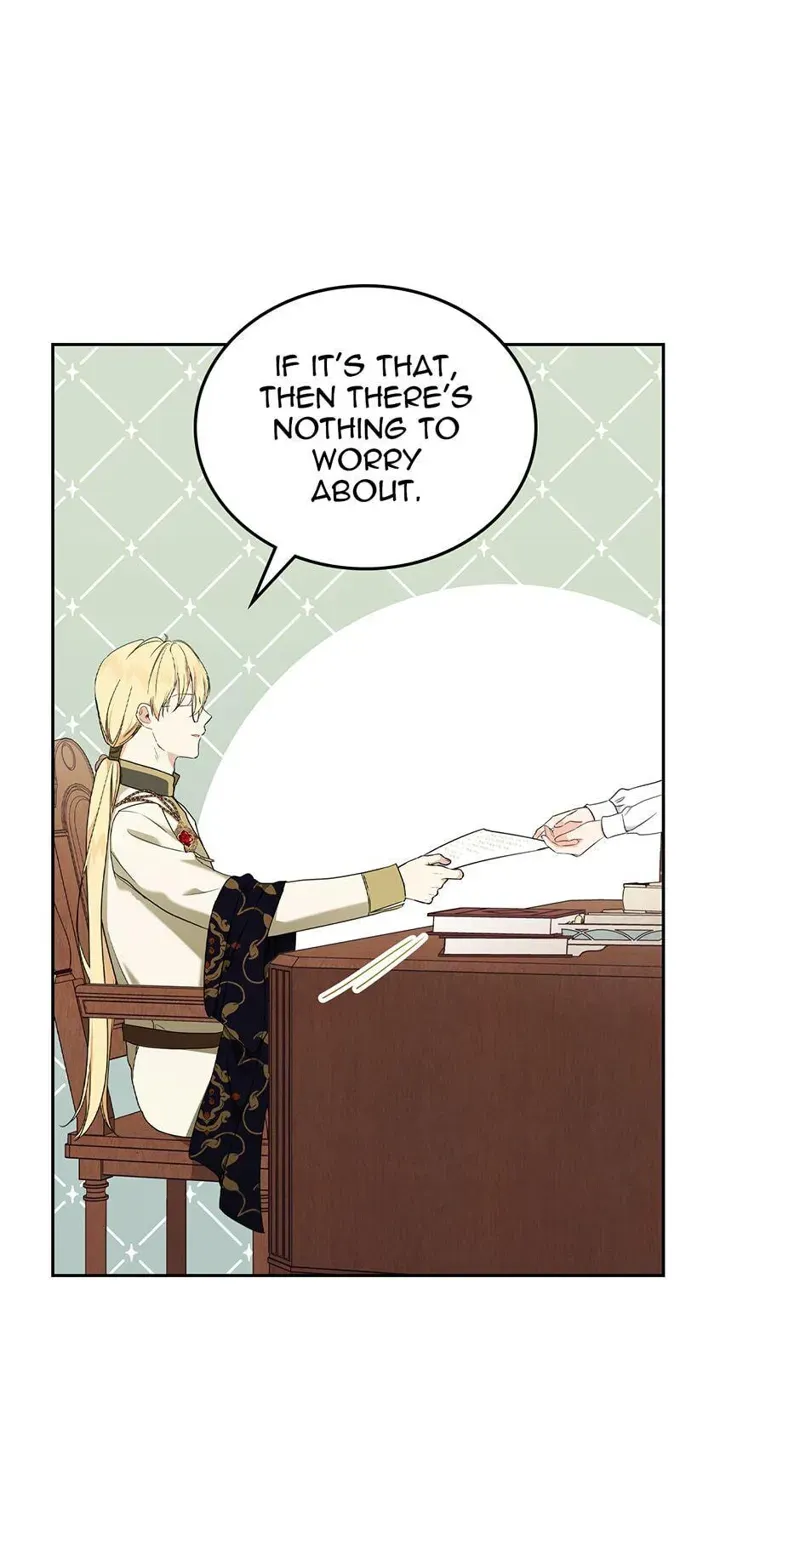 IF IT'S THAT,
THEN THERE'S
NOTHING TO
WORRY
ABOUT.